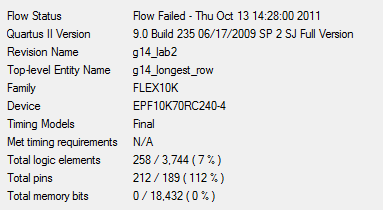 Flow Status Flow Failed - Thu Oct 13 14:28:00 2011
Quartus II Version 9.0 Build 235 06/17/2009 SP 2 SJ Full Version
Revision Name g14_lab2
Top-level Entity Name g14_longest_row
Family FLEX10K
Device EPF10K70RC240-4
Timing Models Final
Met timing requirements N/A
Total logic elements 258 / 3,744 ( 7 % )
Total pins 212 / 189 ( 112 % )
Total memory bits 0 / 18,432 ( 0 % )